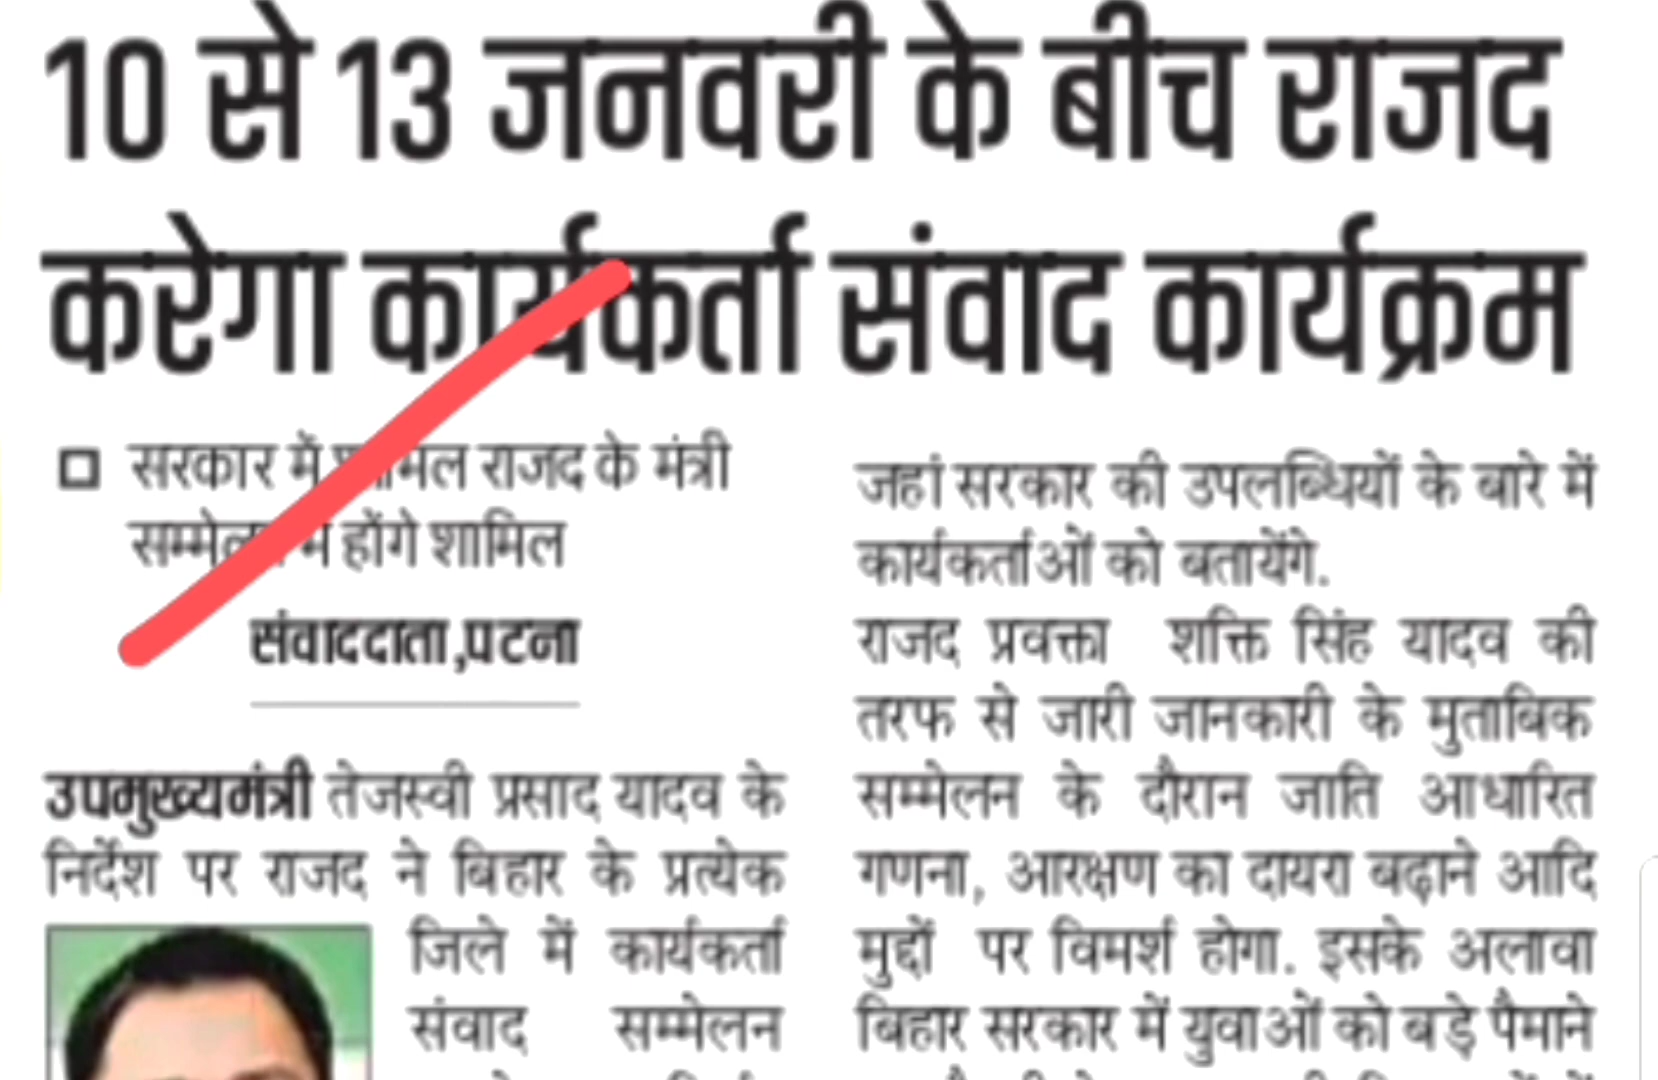 10 से 13 जनवरी के बीच राजद
करेगा कार्यकर्ता संवाद कार्यक्रम
सरकार में शामिल राजद के मंत्री
सम्मेलन में होंगे शामिल
संवाददाता,पटना
उपमुख्यमंत्री तेजस्वी प्रसाद यादव के
निर्देश पर राजद ने बिहार के प्रत्येक
जिले में कार्यकर्ता
संवाद सम्मेलन
जहां सरकार की उपलब्धियों के बारे में
कार्यकर्ताओं को बतायेंगे.
राजद प्रवक्ता शक्ति सिंह यादव की
तरफ से जारी जानकारी के मुताबिक
सम्मेलन के दौरान जाति आधारित
गणना, आरक्षण का दायरा बढ़ाने आदि
मुद्दों पर विमर्श होगा. इसके अलावा
बिहार सरकार में युवाओं को बड़े पैमाने